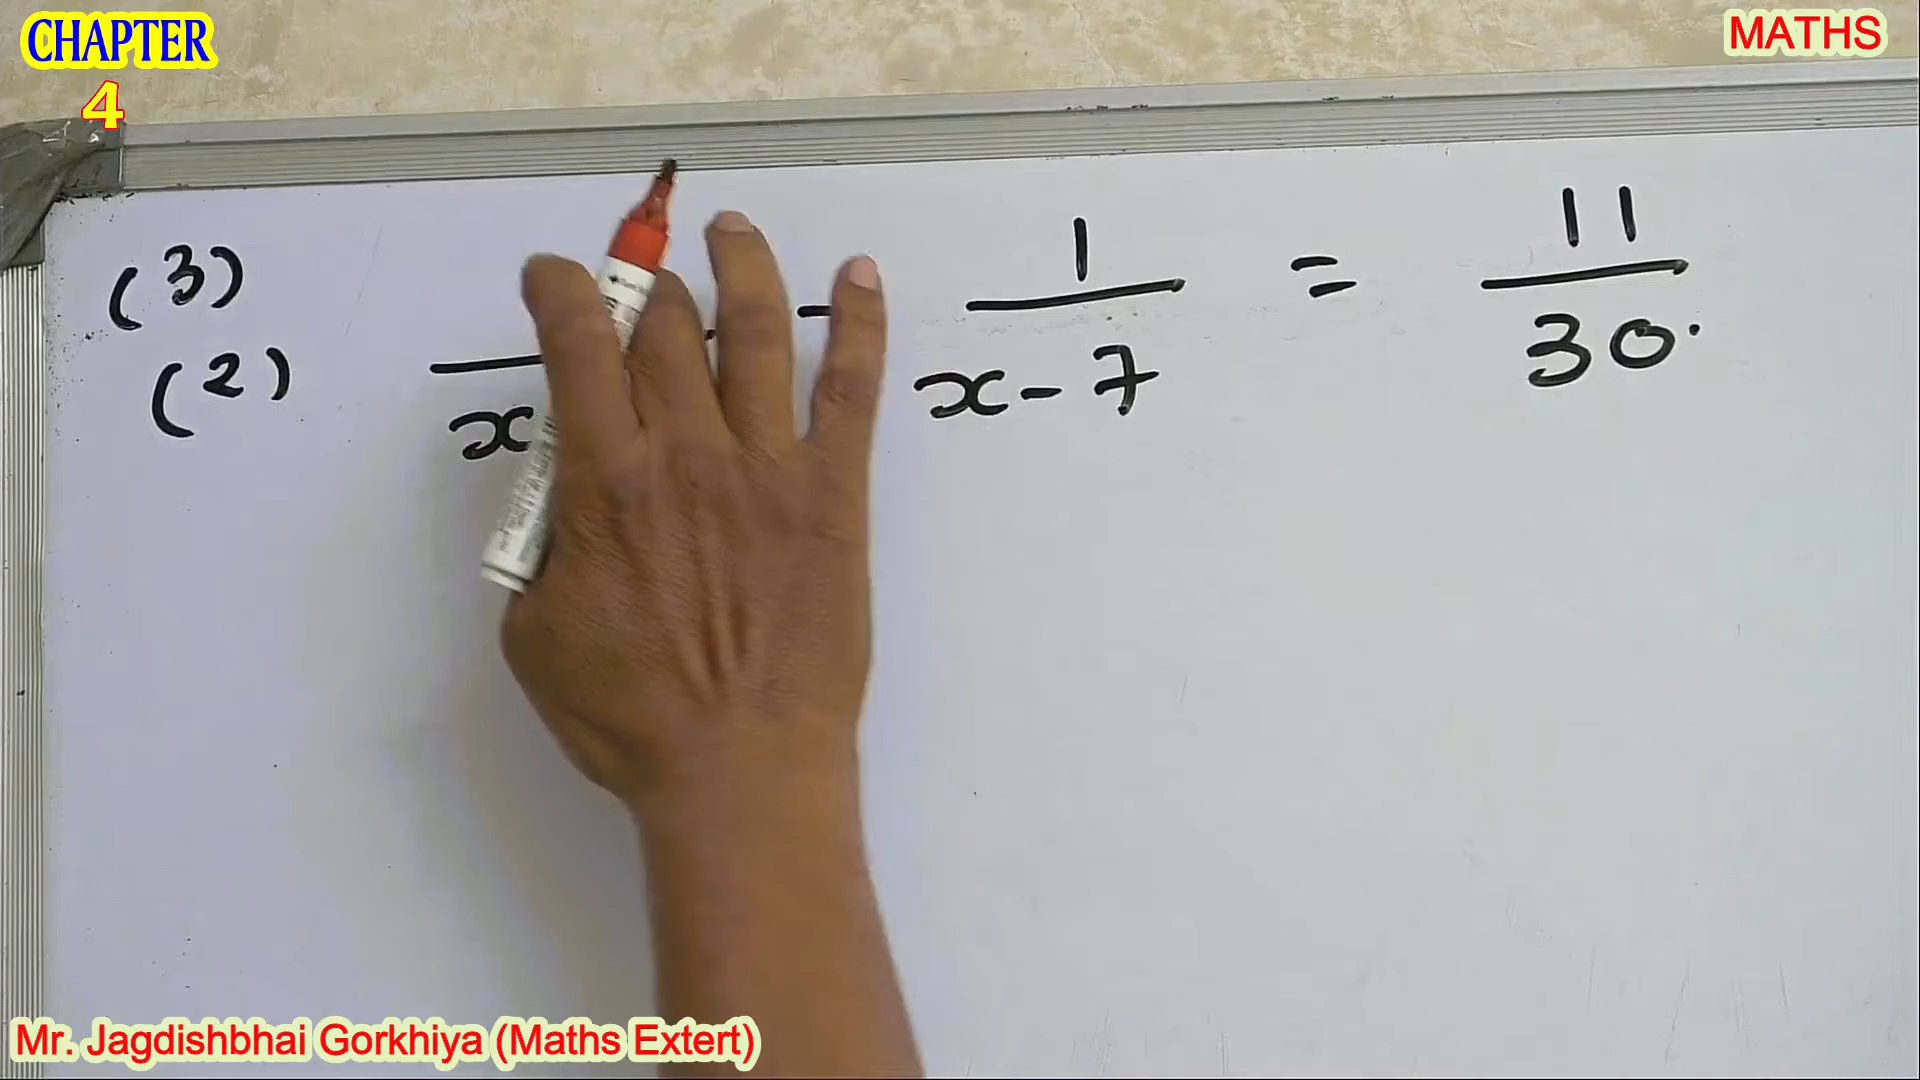 CHAPTER
4
MATHS
(3)
(2)
x - 1/(x-7) = 11/30.
Mr. Jagdishbhai Gorkhiya (Maths Extert)